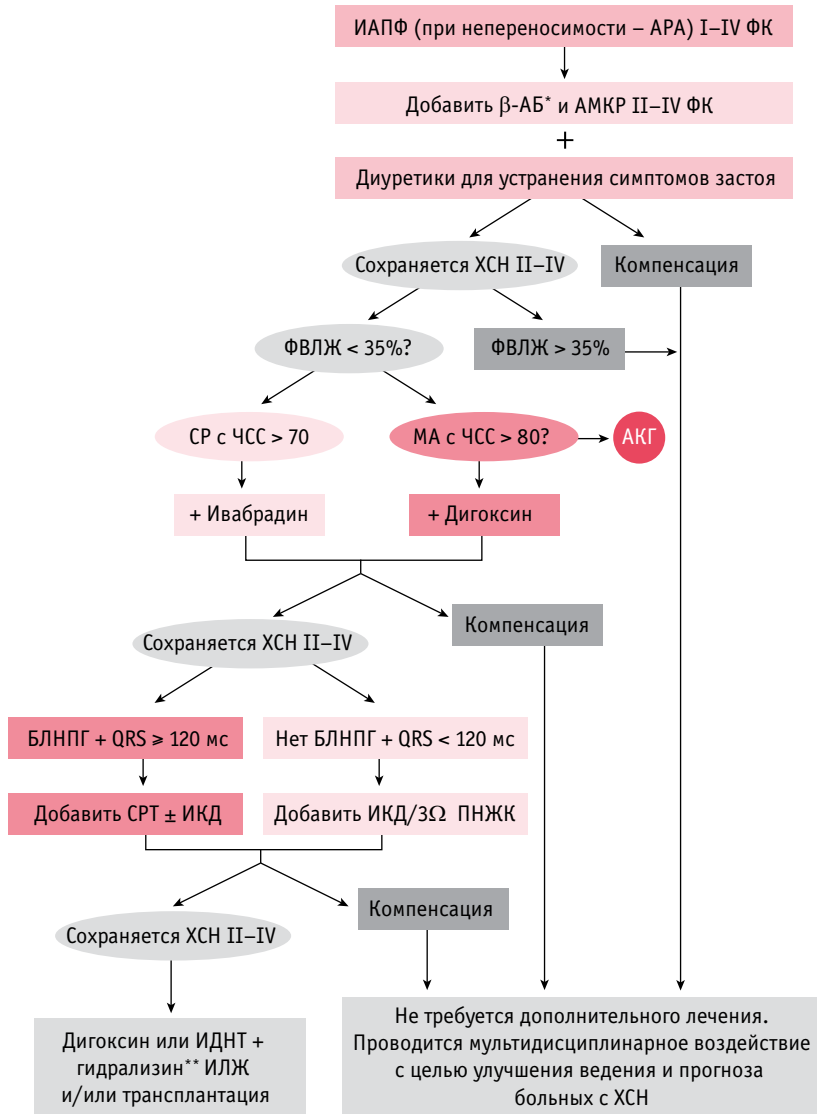 ИАПФ (при непереносимости – АРА) I–IV ФК
Добавить β-АБ* и АМКР II–IV ФК
+
Диуретики для устранения симптомов застоя
Сохраняется ХСН II–IV
Компенсация
ФВЛЖ < 35%?
ФВЛЖ > 35%
СР с ЧСС > 70
МА с ЧСС > 80?
АКГ
+ Ивабрадин
+ Дигоксин
Сохраняется ХСН II–IV
Компенсация
БЛНПГ + QRS ≥ 120 мс
Нет БЛНПГ + QRS < 120 мс
Добавить СРТ ± ИКД
Добавить ИКД/3Ω ПНЖК
Сохраняется ХСН II–IV
Компенсация
Дигоксин или ИДНТ +
гидрализин** ИЛЖ
и/или трансплантация
Не требуется дополнительного лечения.
Проводится мультидисциплинарное воздействие
с целью улучшения ведения и прогноза
больных с ХСН